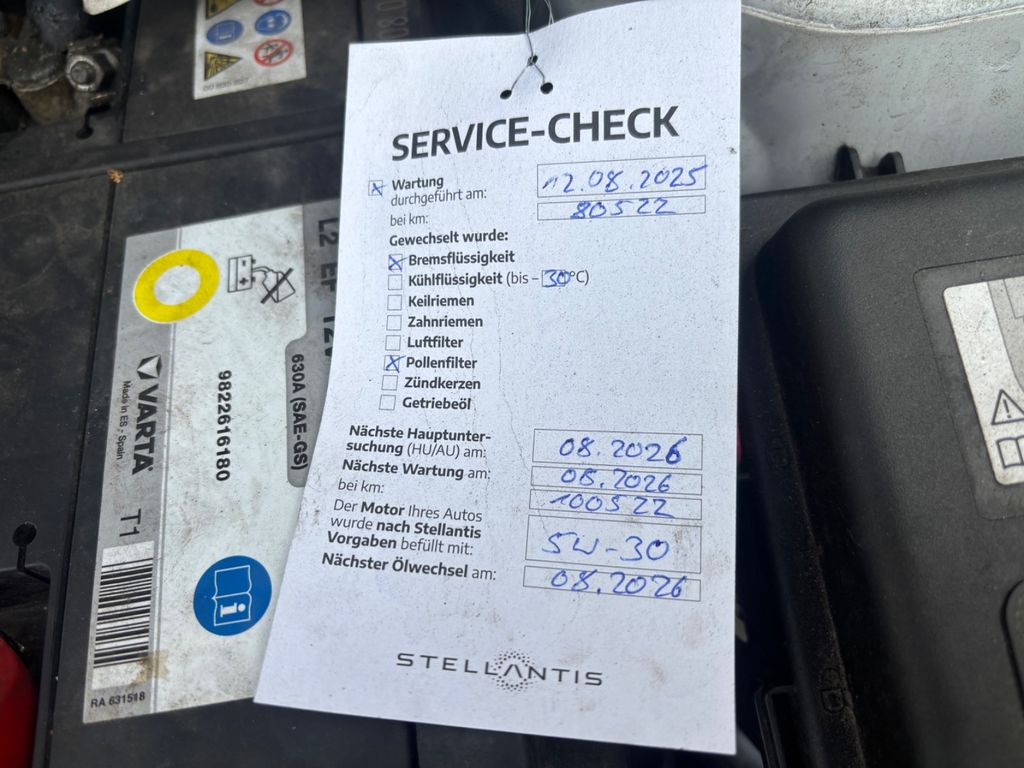 SERVICE-CHECK
Wartung
durchgeführt am: 12.08.2025
bei km: 80522
Gewechselt wurde:
Bremsflüssigkeit
Kühlflüssigkeit (bis – 30°C)
Keilriemen
Zahnriemen
Luftfilter
Pollenfilter
Zündkerzen
Getriebeöl
Nächste Hauptunter-
suchung (HU/AU) am: 08.2026
Nächste Wartung am: 08.2026
bei km: 100522
Der Motor Ihres Autos
wurde nach Stellantis
Vorgaben befüllt mit: 5W-30
Nächster Ölwechsel am: 08.2026
STELLANTIS
VARTA
Made in ES - Spain
T1
9822616180
630A (SAE-GS)
RA 631518